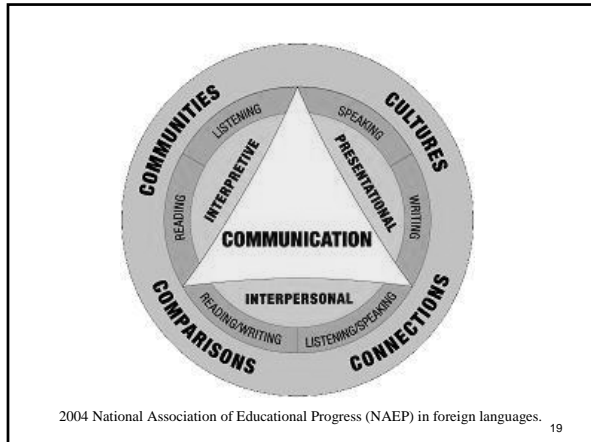 COMMUNITIES
CULTURES
LISTENING
SPEAKING
INTERPRETIVE
PRESENTATIONAL
READING
WRITING
COMMUNICATION
INTERPERSONAL
READING/WRITING
LISTENING/SPEAKING
COMPARISONS
CONNECTIONS
2004 National Association of Educational Progress (NAEP) in foreign languages.
19